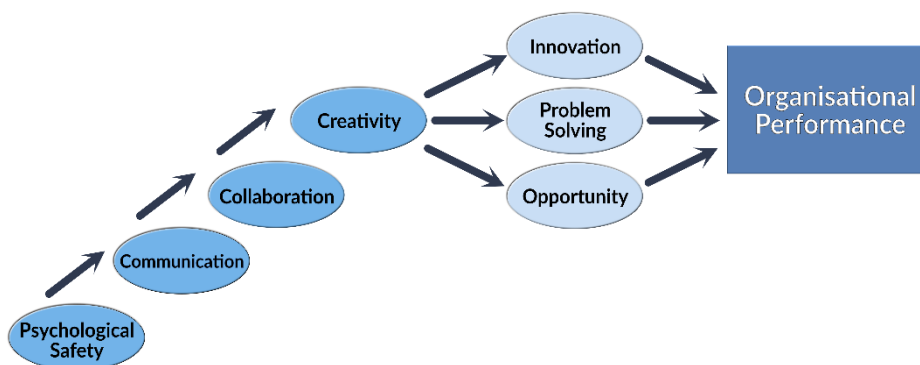 Innovation
Organisational
Performance
Problem
Solving
Creativity
Opportunity
Collaboration
Communication
Psychological
Safety